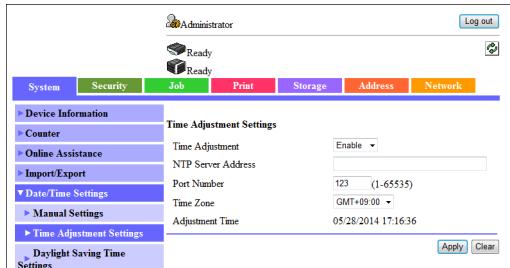 Administrator
Log out
Ready
Ready
System Security Job Print Storage Address Network
Device Information
Counter
Online Assistance
Import/Export
Date/Time Settings
Manual Settings
Time Adjustment Settings
Daylight Saving Time
Settings
Time Adjustment Settings
Time Adjustment Enable
NTP Server Address
Port Number 123 (1-65535)
Time Zone GMT+09:00
Adjustment Time 05/28/2014 17:16:36
Apply Clear